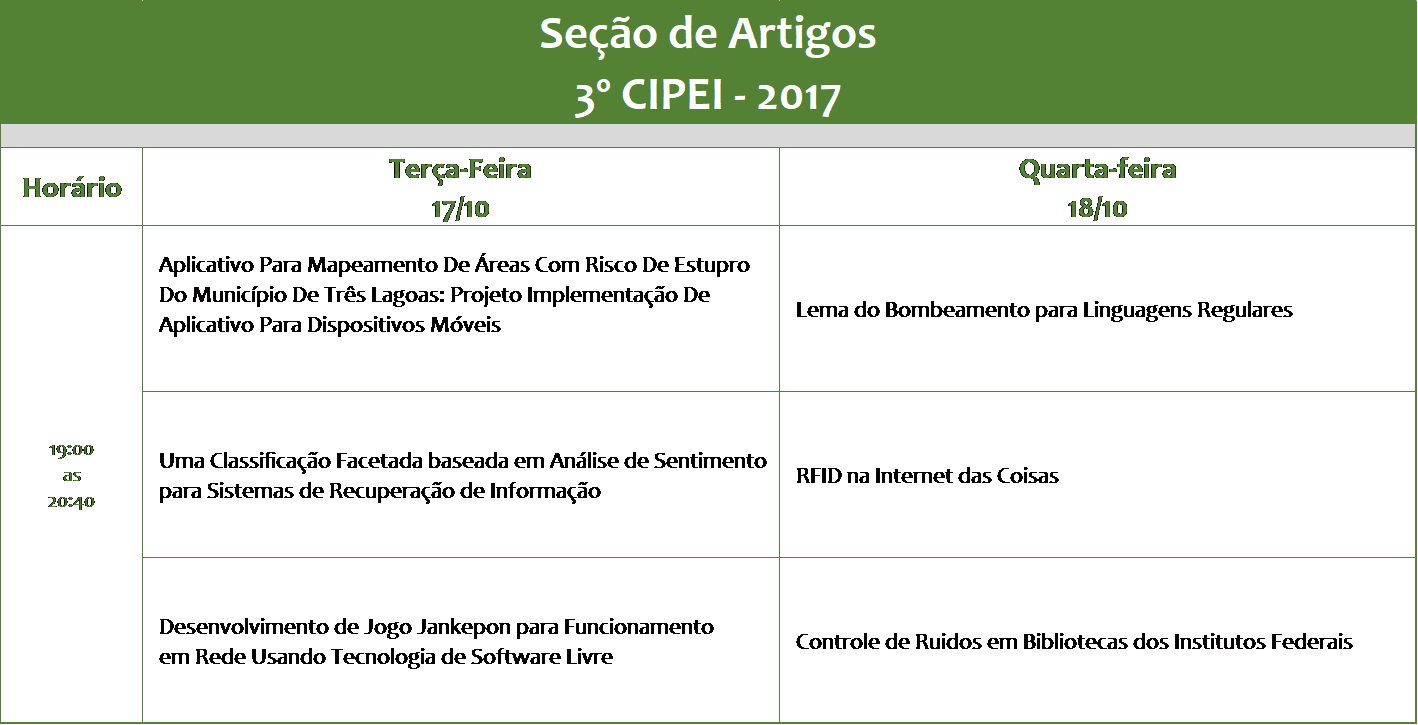 Seção de Artigos
3º CIPEI - 2017
Horário
Terça-Feira
17/10
Quarta-feira
18/10
19:00
as
20:40
Aplicativo Para Mapeamento De Áreas Com Risco De Estupro
Do Município De Três Lagoas: Projeto Implementação De
Aplicativo Para Dispositivos Móveis
Lema do Bombeamento para Linguagens Regulares
Uma Classificação Facetada baseada em Análise de Sentimento
para Sistemas de Recuperação de Informação
RFID na Internet das Coisas
Desenvolvimento de Jogo Jankepon para Funcionamento
em Rede Usando Tecnologia de Software Livre
Controle de Ruidos em Bibliotecas dos Institutos Federais